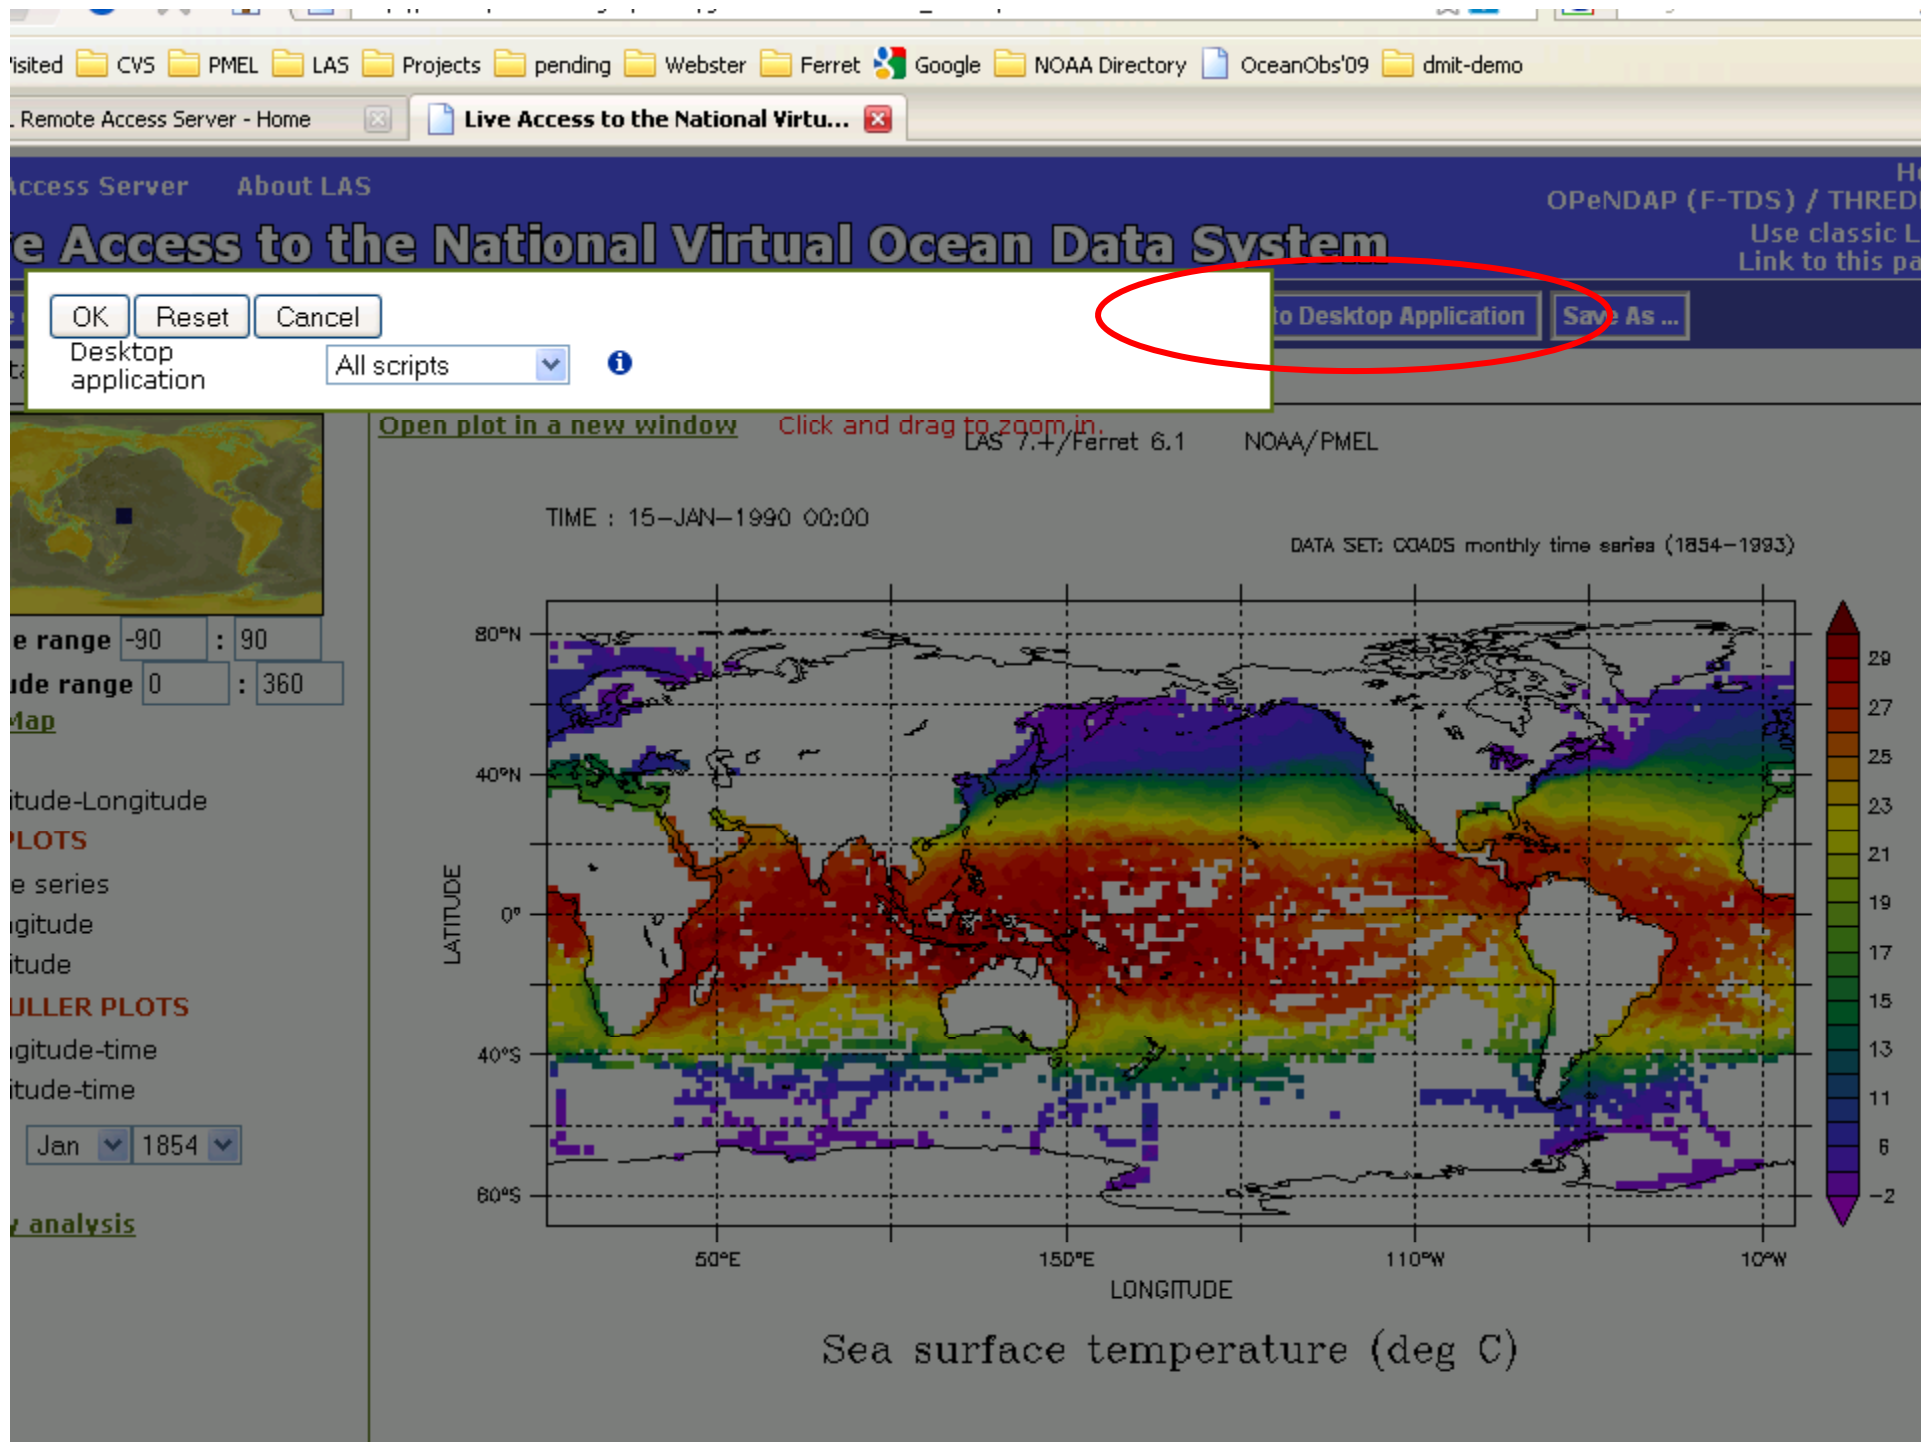 isited CVS PMEL LAS Projects pending Webster Ferret Google NOAA Directory OceanObs'09 dmit-demo
Remote Access Server - Home Live Access to the National Virtu...
Access Server About LAS
OPeNDAP (F-TDS) / THREDD
e Access to the National Virtual Ocean Data System
Use classic L
Link to this pa
OK Reset Cancel
to Desktop Application Save As ...
Desktop
application
All scripts
Open plot in a new window Click and drag to zoom in.
LAS 7.+/Ferret 6.1 NOAA/PMEL
TIME : 15-JAN-1990 00:00
DATA SET: COADS monthly time series (1854-1993)
e range -90 : 90
ude range 0 : 360
Map
itude-Longitude
PLOTS
e series
gitude
itude
ULLER PLOTS
gitude-time
itude-time
Jan 1854
y analysis
80°N
40°N
0°
40°S
80°S
LATITUDE
50°E 150°E 110°W 10°W
LONGITUDE
29
27
25
23
21
19
17
15
13
11
6
-2
Sea surface temperature (deg C)